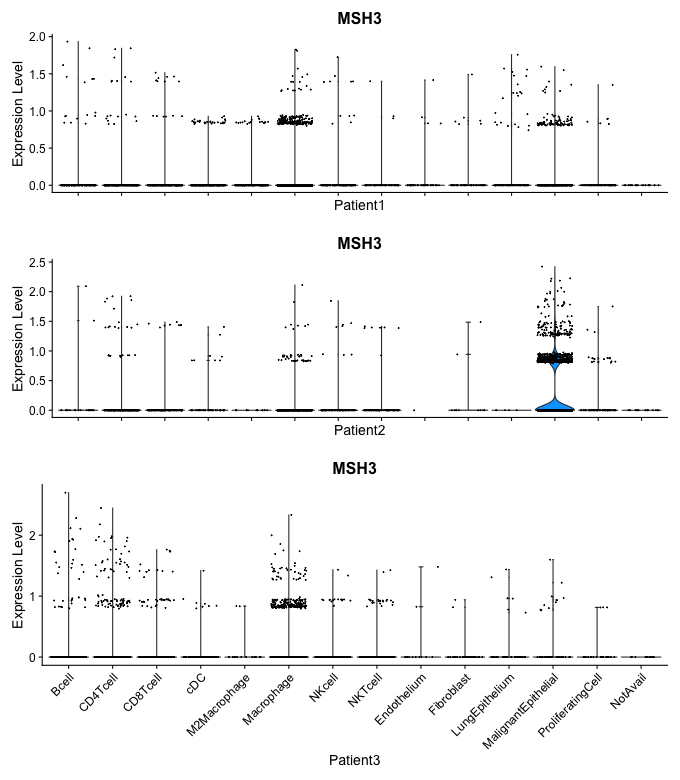 MSH3
Expression Level
2.0
1.5
1.0
0.5
0.0
Patient1
MSH3
Expression Level
2.5
2.0
1.5
1.0
0.5
0.0
Patient2
MSH3
Expression Level
2
1
0
Bcell
CD4Tcell
CD8Tcell
cDC
M2Macrophage
Macrophage
NKcell
NKTcell
Endothelium
Fibroblast
LungEpithelium
MalignantEpithelial
ProliferatingCell
NotAvail
Patient3